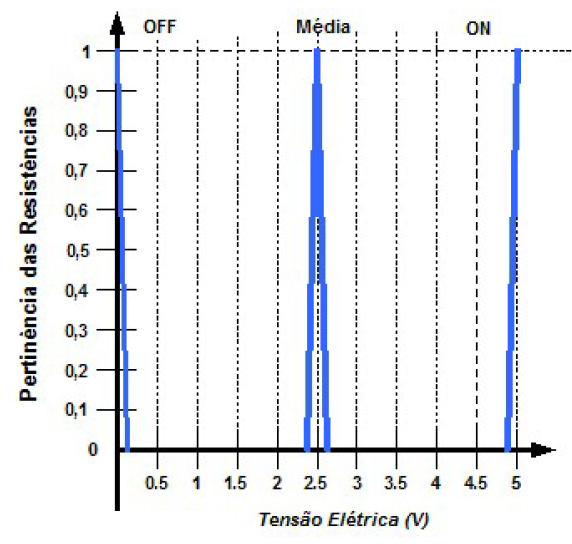 OFF Média ON
Pertinência das Resistências
1
0,9
0,8
0,7
0,6
0,5
0,4
0,3
0,2
0,1
0
0.5 1 1.5 2 2.5 3 3.5 4 4.5 5
Tensão Elétrica (V)